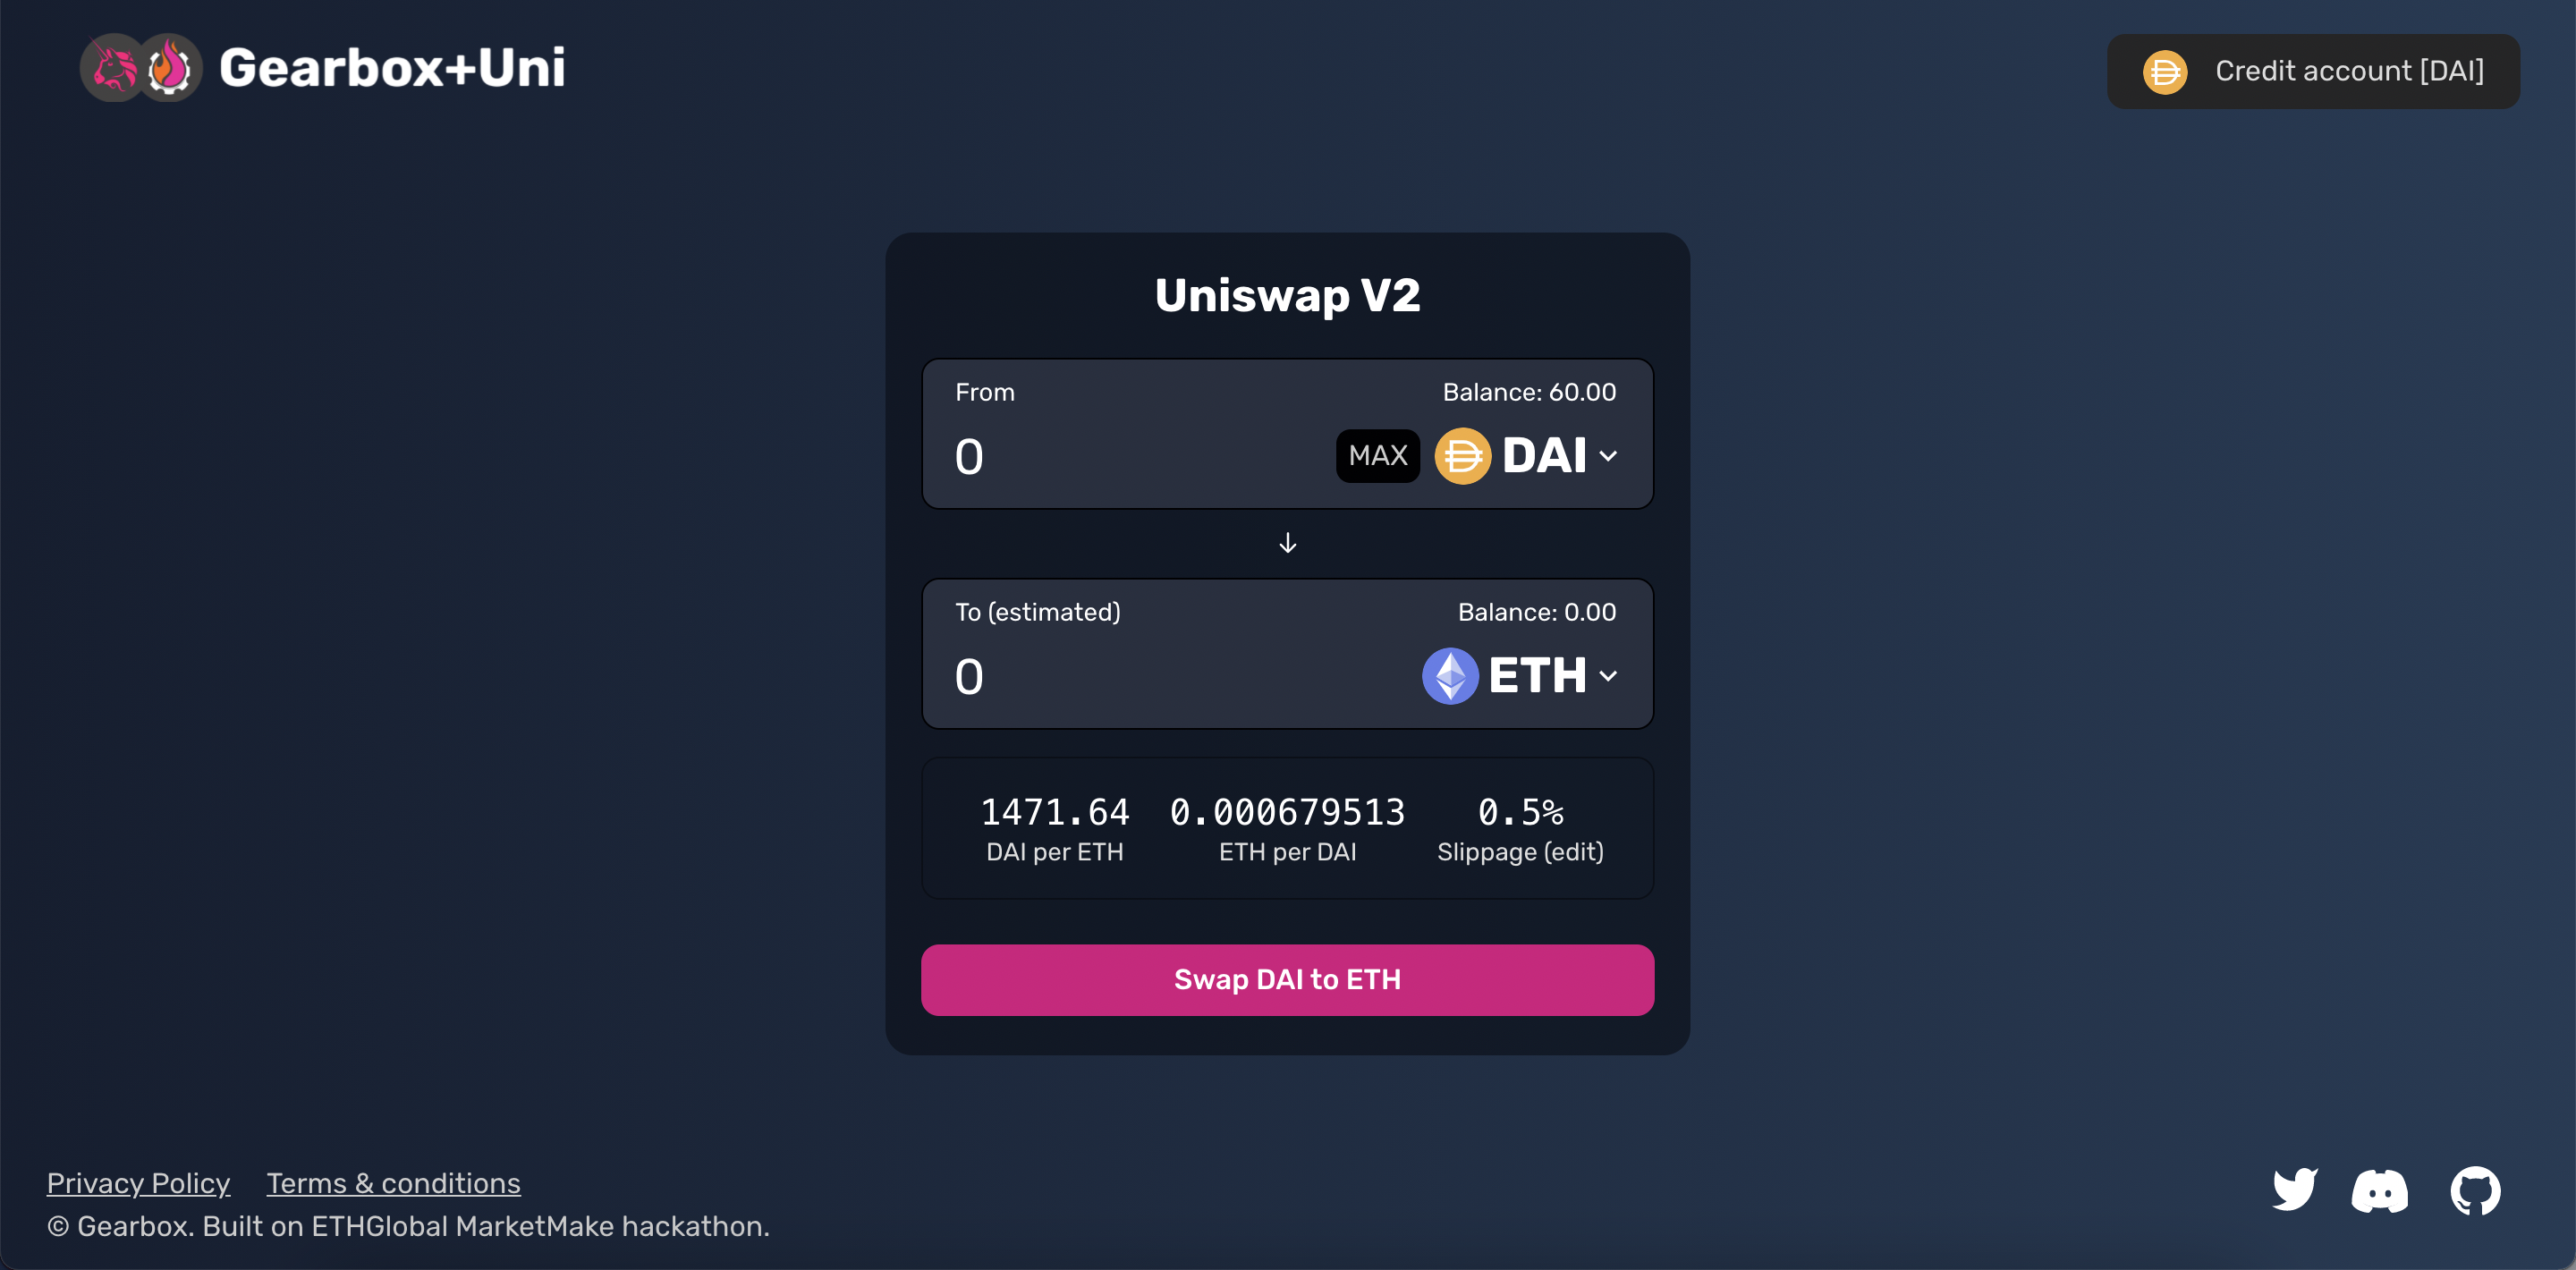 Gearbox+Uni
Credit account [DAI]
Uniswap V2
From
Balance: 60.00
0
MAX
DAI
To (estimated)
Balance: 0.00
0
ETH
1471.64
DAI per ETH
0.000679513
ETH per DAI
0.5%
Slippage (edit)
Swap DAI to ETH
Privacy Policy
Terms & conditions
© Gearbox. Built on ETHGlobal MarketMake hackathon.